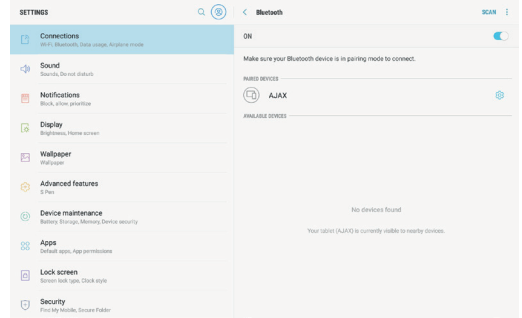 SETTINGS
Connections
Wi-Fi, Bluetooth, Data usage, Airplane mode
Sound
Sounds, Do not disturb
Notifications
Block, allow, prioritize
Display
Brightness, Home screen
Wallpaper
Wallpaper
Advanced features
S Pen
Device maintenance
Battery, Storage, Memory, Device security
Apps
Default apps, App permissions
Lock screen
Screen lock type, Clock style
Security
Find My Mobile, Secure Folder
Bluetooth
SCAN
ON
Make sure your Bluetooth device is in pairing mode to connect.
PAIRED DEVICES
AJAX
AVAILABLE DEVICES
No devices found
Your tablet (AJAX) is currently visible to nearby devices.